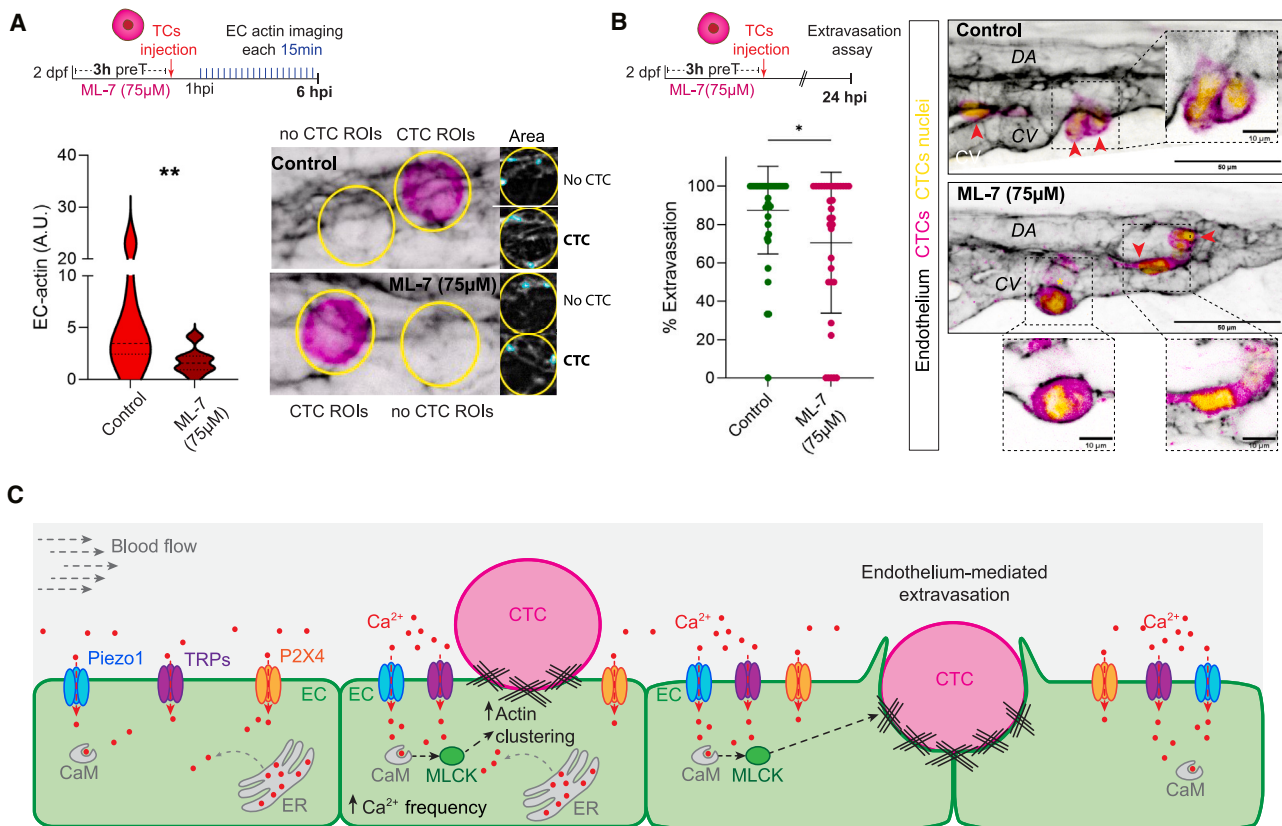 A
TCs
injection
EC actin imaging
each 15min
2 dpf
3h preT
ML-7 (75µM)
1hpi
6 hpi
EC-actin (A.U.)
40
30
20
10
5
0
**
Control
ML-7
(75µM)
no CTC ROIs
CTC ROIs
Area
Control
No CTC
CTC
ML-7 (75µM)
No CTC
CTC
CTC ROIs
no CTC ROIs
B
TCs
injection
Extravasation
assay
2 dpf
3h preT
ML-7(75µM)
24 hpi
% Extravasation
*
100
80
60
40
20
0
Control
ML-7
(75µM)
Endothelium CTCs CTCs nuclei
Control
DA
CV
CV
10 µm
50 µm
ML-7 (75µM)
DA
CV
50 µm
10 µm
10 µm
C
Blood flow
Piezo1
TRPs
P2X4
EC
CaM
ER
Ca2+
CTC
EC
Actin
clustering
CaM
MLCK
Ca2+ frequency
ER
Ca2+
EC
CaM
MLCK
Endothelium-mediated
extravasation
CTC
Ca2+
CaM